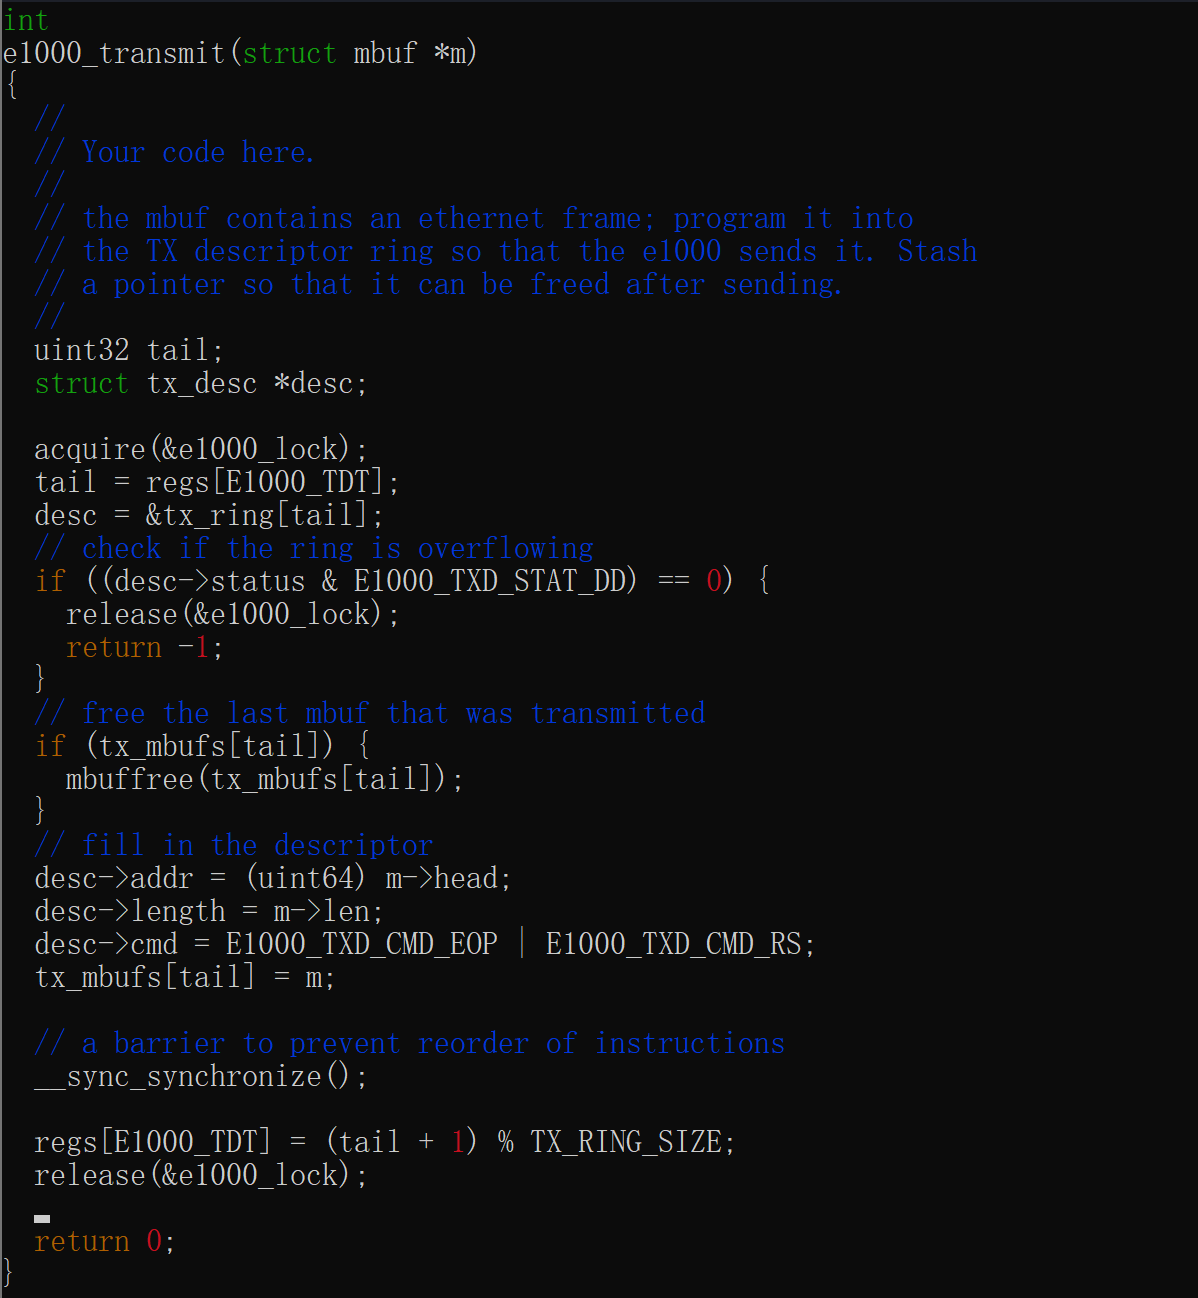 int
e1000_transmit(struct mbuf *m)
{
  //
  // Your code here.
  //
  // the mbuf contains an ethernet frame; program it into
  // the TX descriptor ring so that the e1000 sends it. Stash
  // a pointer so that it can be freed after sending.
  //
  uint32 tail;
  struct tx_desc *desc;

  acquire(&e1000_lock);
  tail = regs[E1000_TDT];
  desc = &tx_ring[tail];
  // check if the ring is overflowing
  if ((desc->status & E1000_TXD_STAT_DD) == 0) {
    release(&e1000_lock);
    return -1;
  }
  // free the last mbuf that was transmitted
  if (tx_mbufs[tail]) {
    mbuffree(tx_mbufs[tail]);
  }
  // fill in the descriptor
  desc->addr = (uint64) m->head;
  desc->length = m->len;
  desc->cmd = E1000_TXD_CMD_EOP | E1000_TXD_CMD_RS;
  tx_mbufs[tail] = m;

  // a barrier to prevent reorder of instructions
  __sync_synchronize();

  regs[E1000_TDT] = (tail + 1) % TX_RING_SIZE;
  release(&e1000_lock);

  return 0;
}